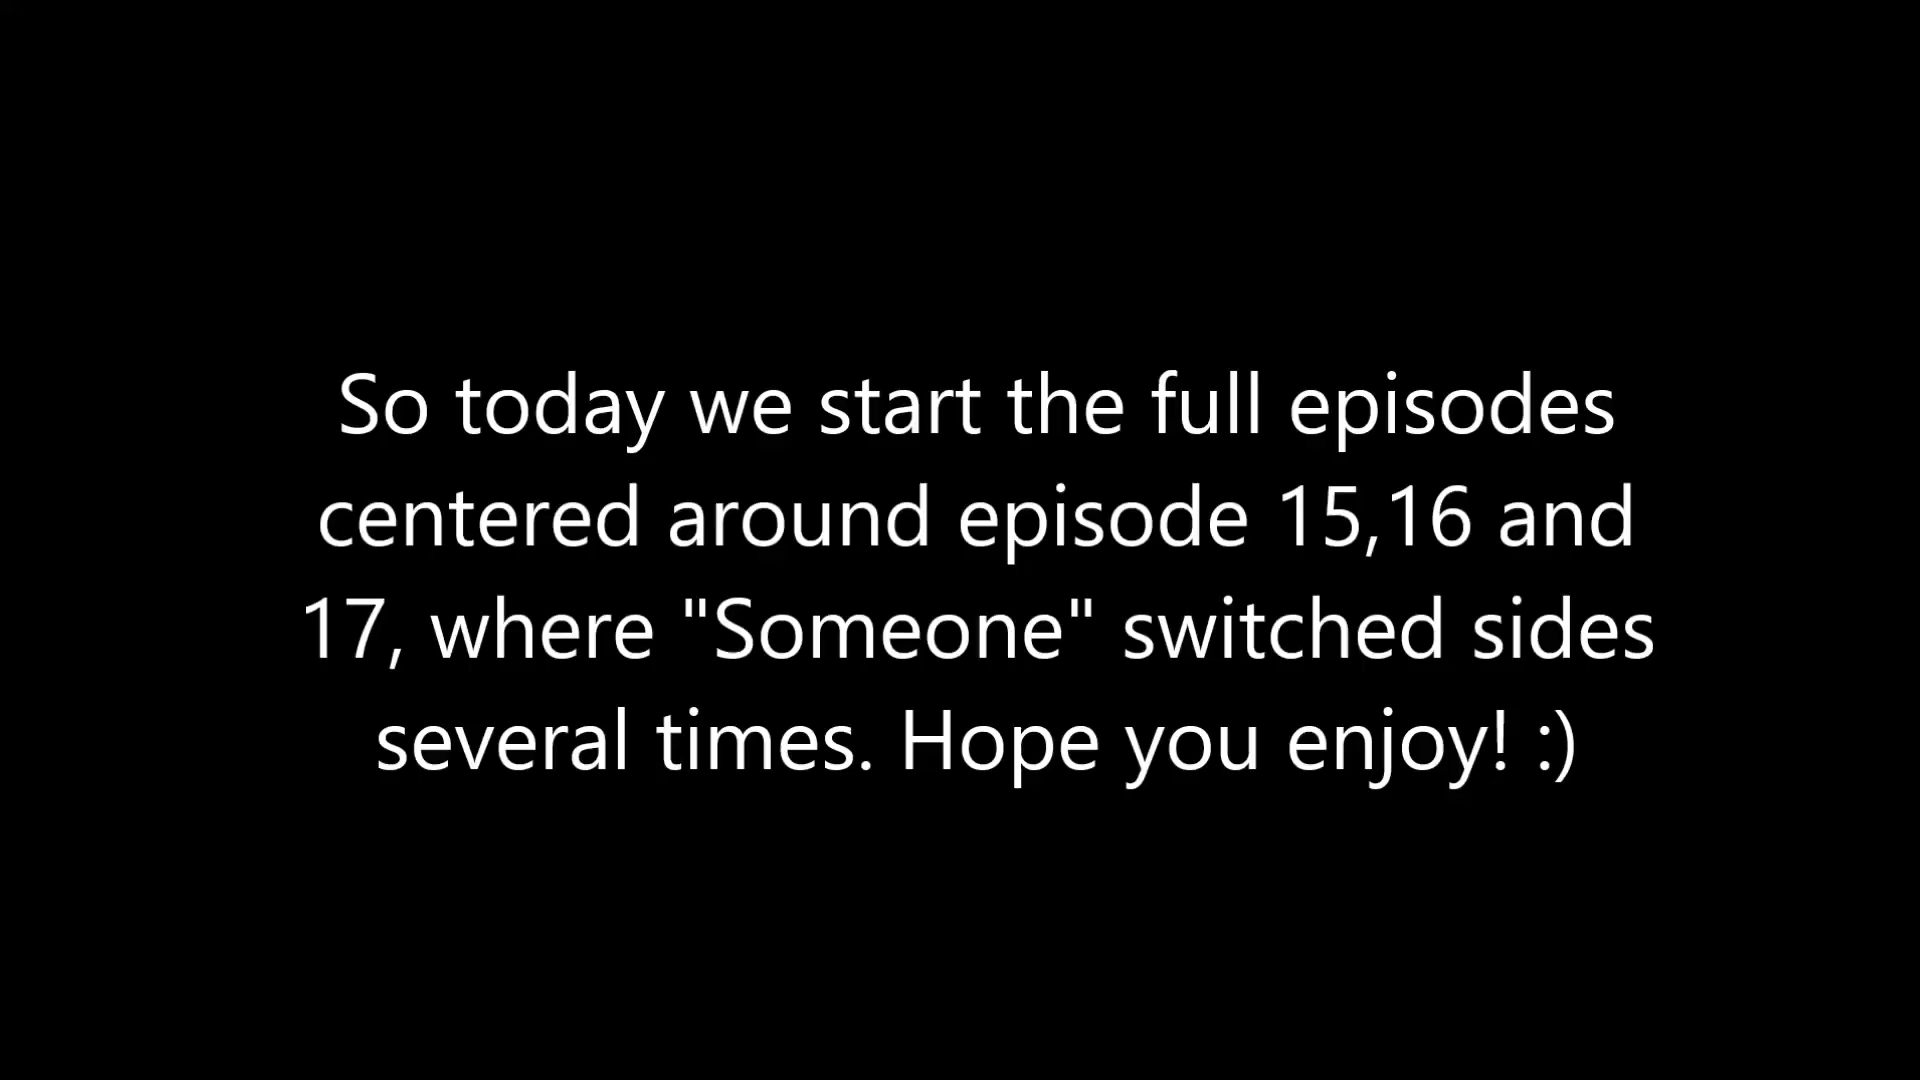 So today we start the full episodes
centered around episode 15,16 and
17, where "Someone" switched sides
several times. Hope you enjoy! :)